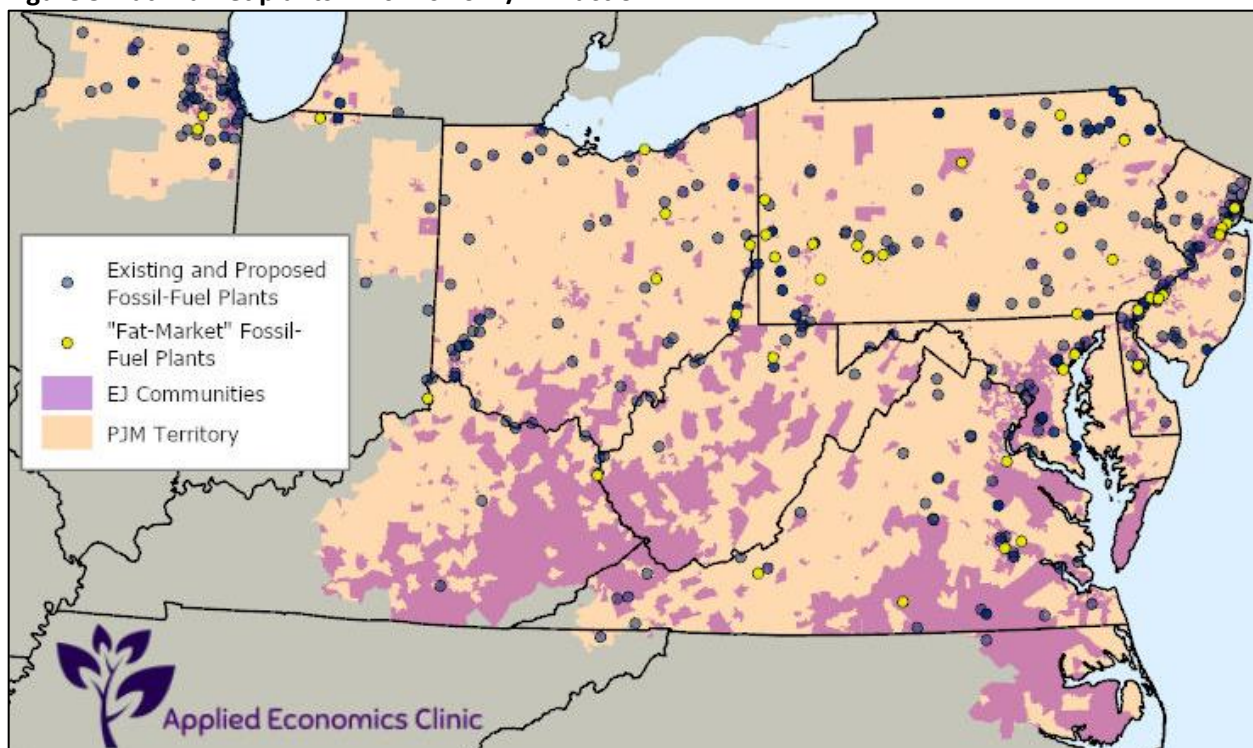 Existing and Proposed
Fossil-Fuel Plants
"Fat-Market" Fossil-
Fuel Plants
EJ Communities
PJM Territory
Applied Economics Clinic